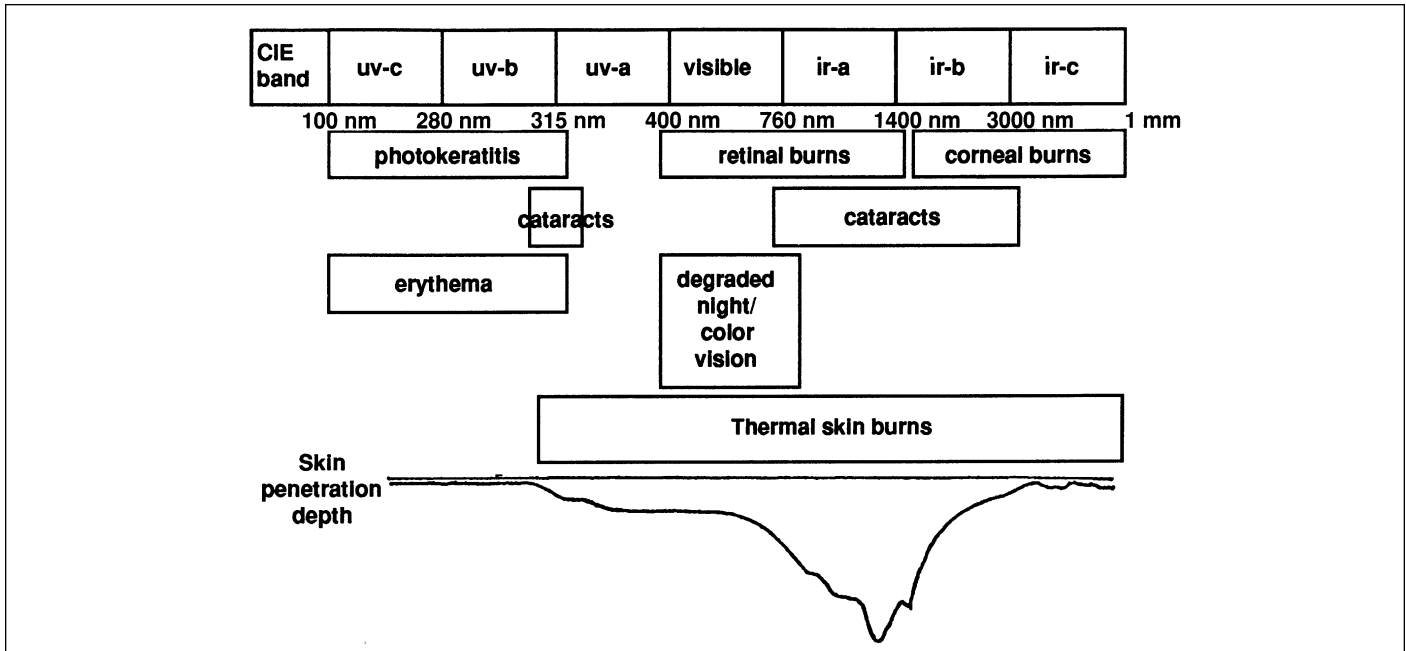 CIE band uv-c uv-b uv-a visible ir-a ir-b ir-c
100 nm 280 nm 315 nm 400 nm 760 nm 1400 nm 3000 nm 1 mm
photokeratitis retinal burns corneal burns
cataracts cataracts
erythema
degraded
night/
color
vision
Thermal skin burns
Skin
penetration
depth